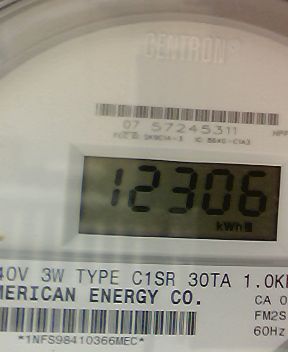 CENTRON®
07 57245311
12306
kWh
40V 3W TYPE C1SR 30TA 1.0K
MERICAN ENERGY CO.
CA 0
FM2S
60Hz
*1NFS98410366MEC*